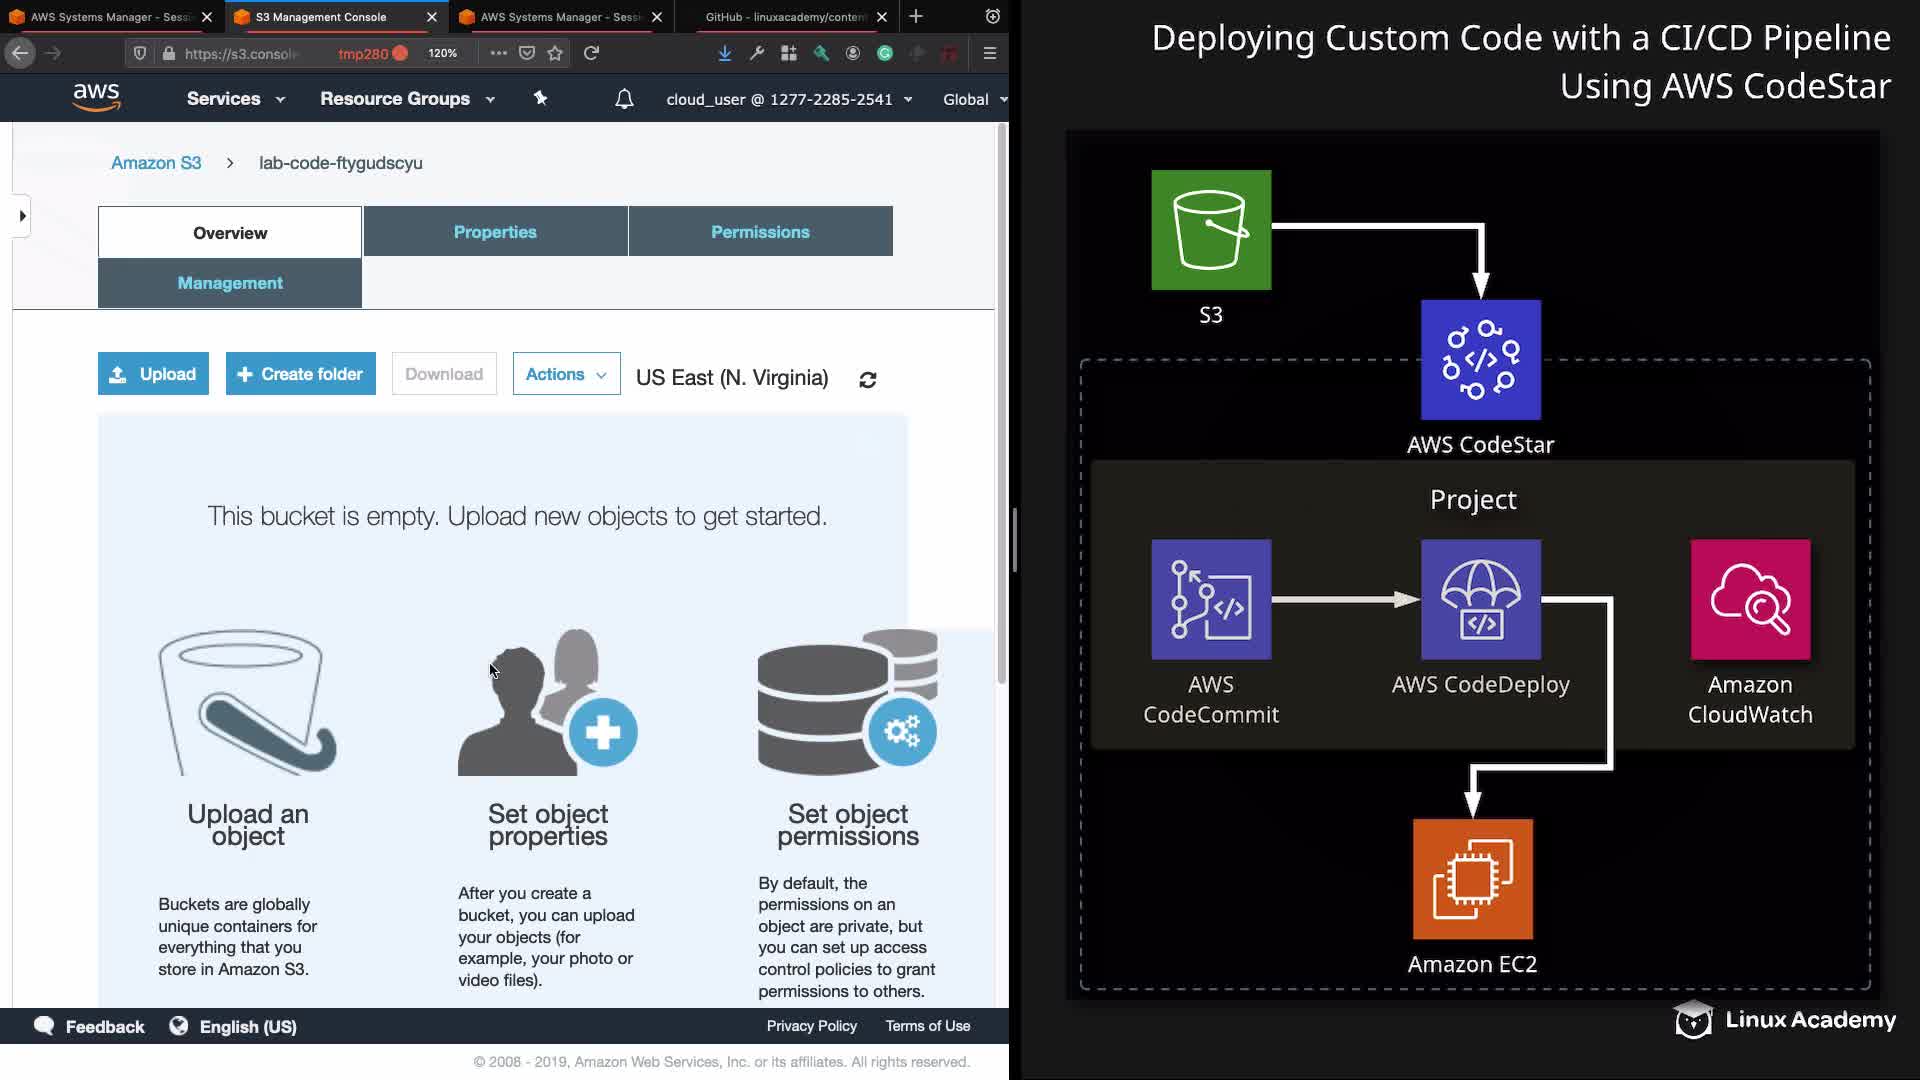 AWS Systems Manager - Sessi
S3 Management Console
AWS Systems Manager - Sessi
GitHub - linuxacademy/conten
https://s3.console
tmp280
120%
aws
Services
Resource Groups
cloud_user @ 1277-2285-2541
Global
Amazon S3
lab-code-ftygudscyu
Overview
Properties
Permissions
Management
Upload
Create folder
Download
Actions
US East (N. Virginia)
This bucket is empty. Upload new objects to get started.
Upload an
object
Buckets are globally
unique containers for
everything that you
store in Amazon S3.
Set object
properties
After you create a
bucket, you can upload
your objects (for
example, your photo or
video files).
Set object
permissions
By default, the
permissions on an
object are private, but
you can set up access
control policies to grant
permissions to others.
Feedback
English (US)
Privacy Policy
Terms of Use
© 2008 - 2019, Amazon Web Services, Inc. or its affiliates. All rights reserved.
Deploying Custom Code with a CI/CD Pipeline
Using AWS CodeStar
S3
AWS CodeStar
Project
AWS
CodeCommit
AWS CodeDeploy
Amazon
CloudWatch
Amazon EC2
Linux Academy